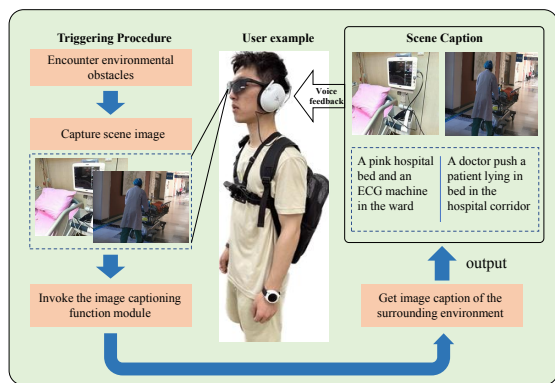 Triggering Procedure
Encounter environmental
obstacles
Capture scene image
Invoke the image captioning
function module
User example
Voice
feedback
Scene Caption
A pink hospital
bed and an
ECG machine
in the ward
A doctor push a
patient lying in
bed in the
hospital corridor
output
Get image caption of the
surrounding environment